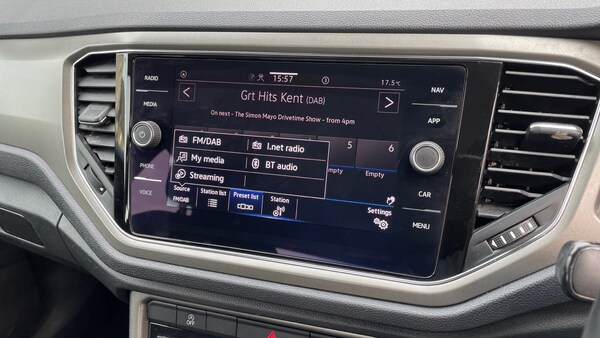 RADIO
MEDIA
PHONE
VOICE
15:57
17.5°C
Grt Hits Kent (DAB)
On next - The Simon Mayo Drivetime Show - from 4pm
FM/DAB
I.net radio
My media
BT audio
Streaming
5
6
mpty
Empty
Source
FM/DAB
Station list
Preset list
Station
Settings
NAV
APP
CAR
MENU
OFF